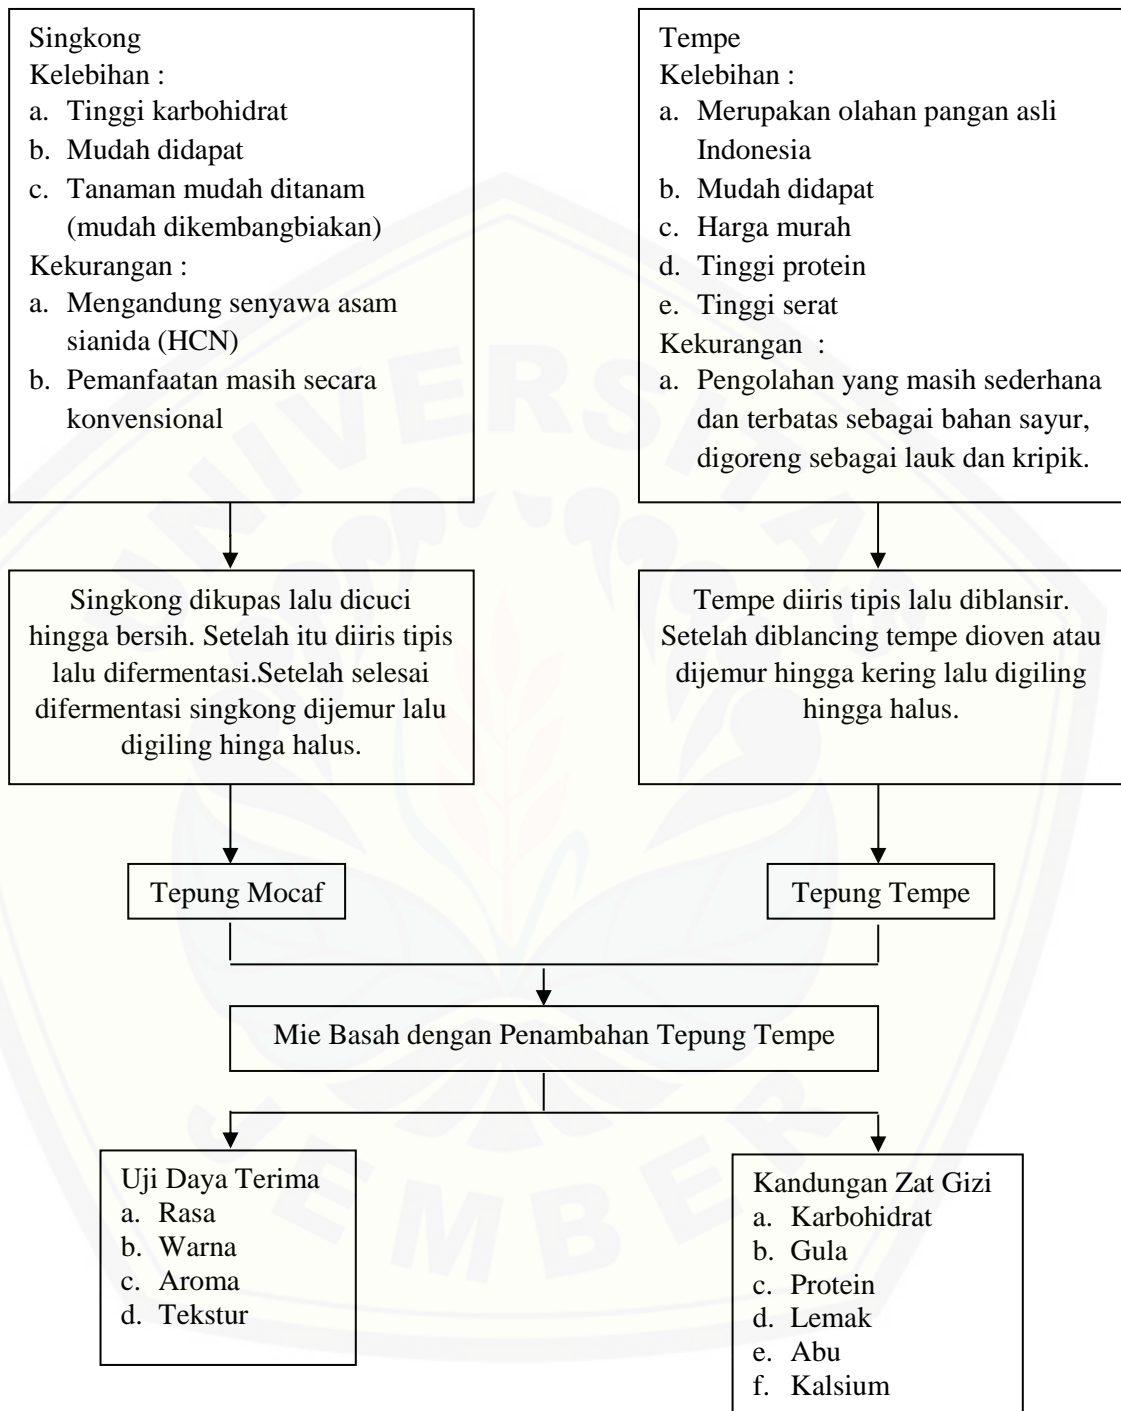 Singkong
Kelebihan :
a. Tinggi karbohidrat
b. Mudah didapat
c. Tanaman mudah ditanam
(mudah dikembangbiakan)
Kekurangan :
a. Mengandung senyawa asam
sianida (HCN)
b. Pemanfaatan masih secara
konvensional
Tempe
Kelebihan :
a. Merupakan olahan pangan asli
Indonesia
b. Mudah didapat
c. Harga murah
d. Tinggi protein
e. Tinggi serat
Kekurangan :
a. Pengolahan yang masih sederhana
dan terbatas sebagai bahan sayur,
digoreng sebagai lauk dan kripik.
Singkong dikupas lalu dicuci
hingga bersih. Setelah itu diiris tipis
lalu difermentasi.Setelah selesai
difermentasi singkong dijemur lalu
digiling hinga halus.
Tempe diiris tipis lalu diblansir.
Setelah diblancing tempe dioven atau
dijemur hingga kering lalu digiling
hingga halus.
Tepung Mocaf
Tepung Tempe
Mie Basah dengan Penambahan Tepung Tempe
Uji Daya Terima
a. Rasa
b. Warna
c. Aroma
d. Tekstur
Kandungan Zat Gizi
a. Karbohidrat
b. Gula
c. Protein
d. Lemak
e. Abu
f. Kalsium
UNIVERSITAS
JEMBER